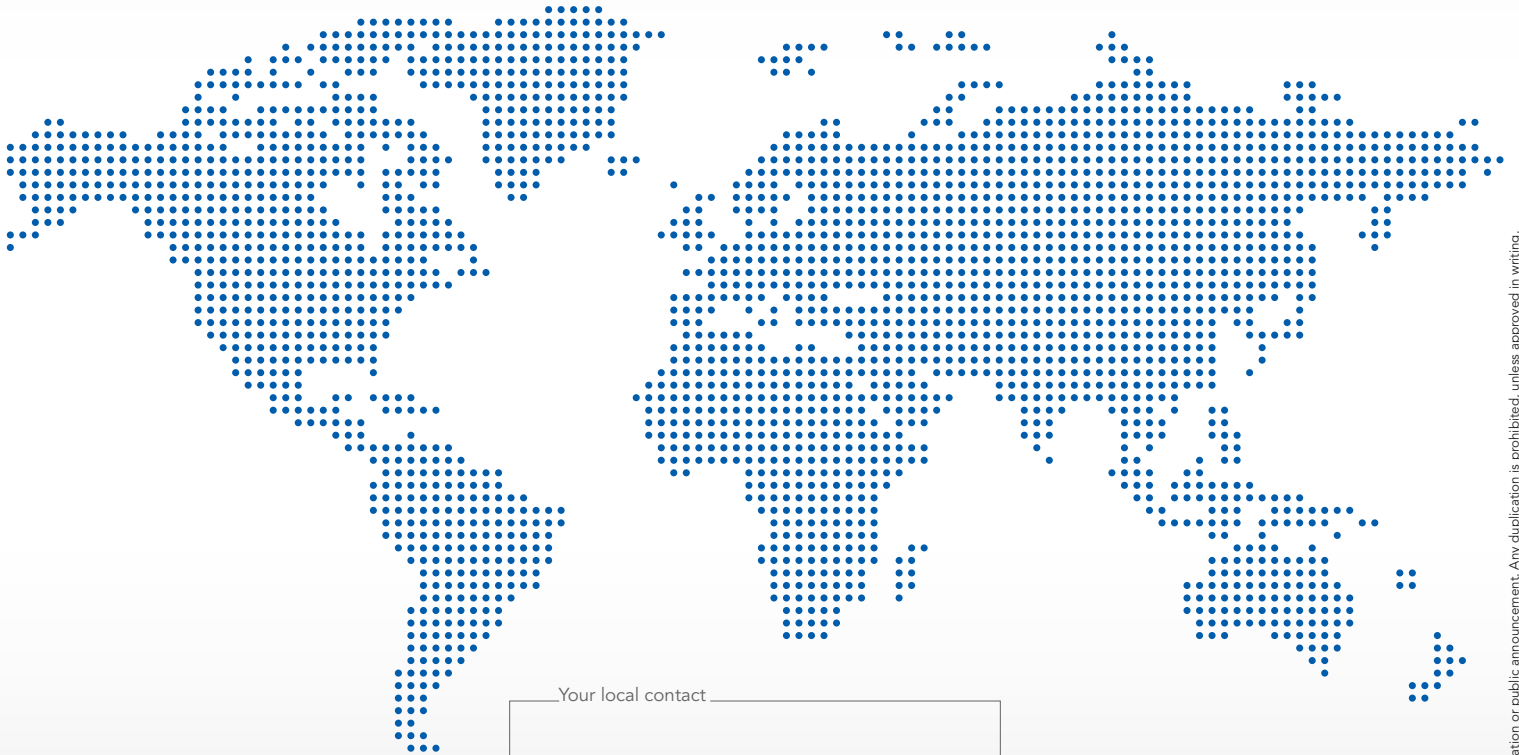 Your local contact
ation or public announcement. Any duplication is prohibited, unless approved in writing.